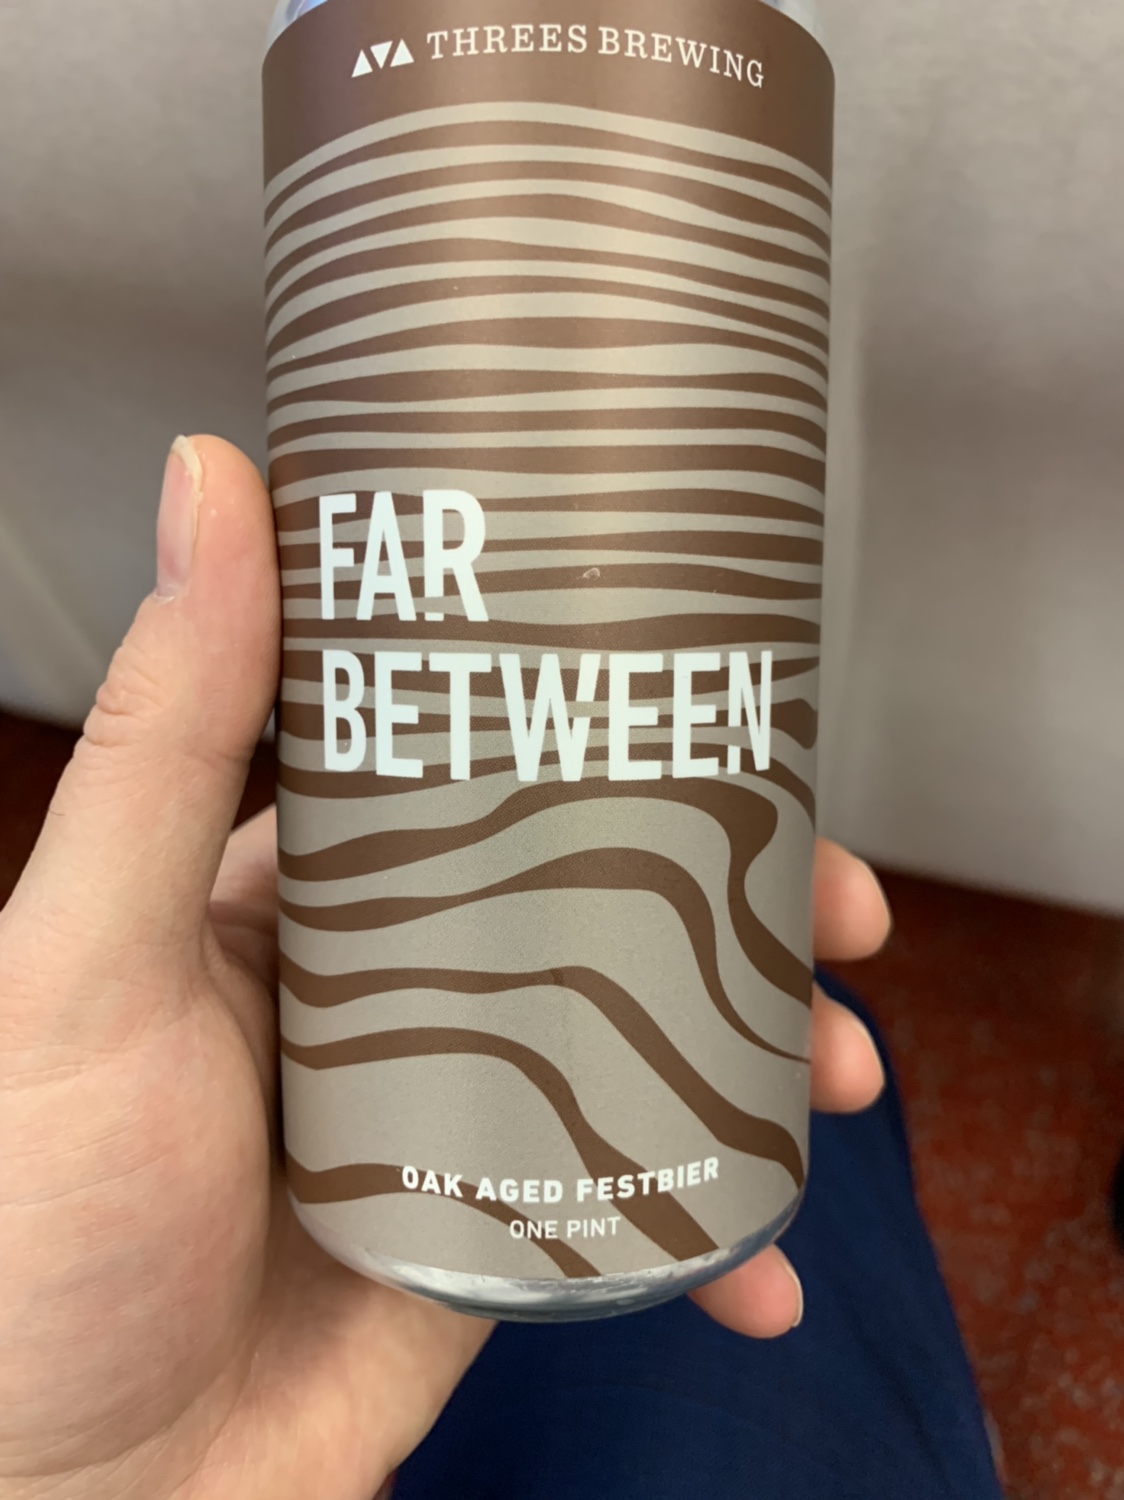 THREES BREWING
FAR
BETWEEN
OAK AGED FESTBIER
ONE PINT